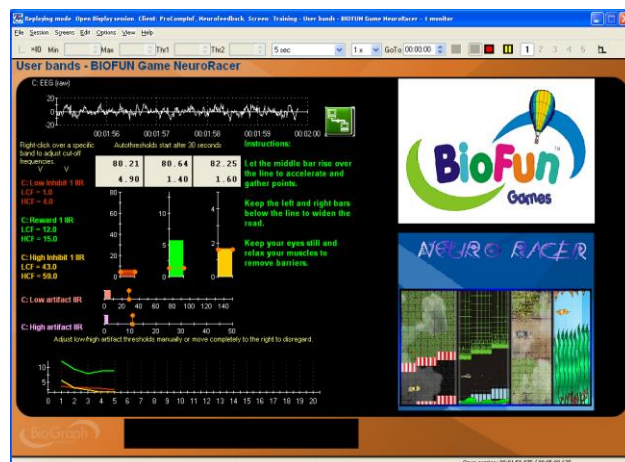 Replaying mode Open Display session. Client: ProCompInf, Neurofeedback. Screen: Training - User bands - BIOFUN Game NeuroRacer - 1 monitor
File Session Screens Edit Options View Help
×10 Min Max Thr1 Thr2 5 sec 1 x GoTo 00:00:00 1 2 3 4 5
User bands - BIOFUN Game NeuroRacer
C: EEG (raw)
20
0
-20
00:01:56 00:01:57 00:01:58 00:01:59 00:02:00
Right-click over a specific
band to adjust cut-off
frequencies.
V V
Autothresholds start after 30 seconds
80.21 80.64 82.25
4.90 1.40 1.60
C: Low Inhibit 1 IIR
LCF = 1.0
HCF = 4.0
C: Reward 1 IIR
LCF = 12.0
HCF = 15.0
C: High Inhibit 1 IIR
LCF = 43.0
HCF = 59.0
80
60
40
20
0
15
10
5
0
4
2
0
Instructions:
Let the middle bar rise over
the line to accelerate and
gather points.
Keep the left and right bars
below the line to widen the
road.
Keep your eyes still and
relax your muscles to
remove barriers.
C: Low artifact IIR
0 20 40 60 80 100 120 140
C: High artifact IIR
0 10 20 30 40 50
Adjust low/high artifact thresholds manually or move completely to the right to disregard.
10
5
0 1 2 3 4 5 6 7 8 9 10 11 12 13 14 15 16 17 18 19 20
BioFun
Games
NEURO RACER
BioGraph